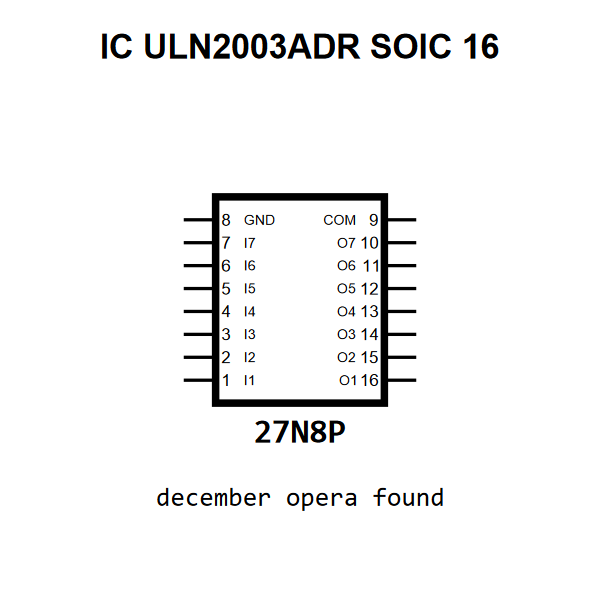 IC ULN2003ADR SOIC 16
8 GND COM 9
7 I7 O7 10
6 I6 O6 11
5 I5 O5 12
4 I4 O4 13
3 I3 O3 14
2 I2 O2 15
1 I1 O1 16
27N8P
december opera found